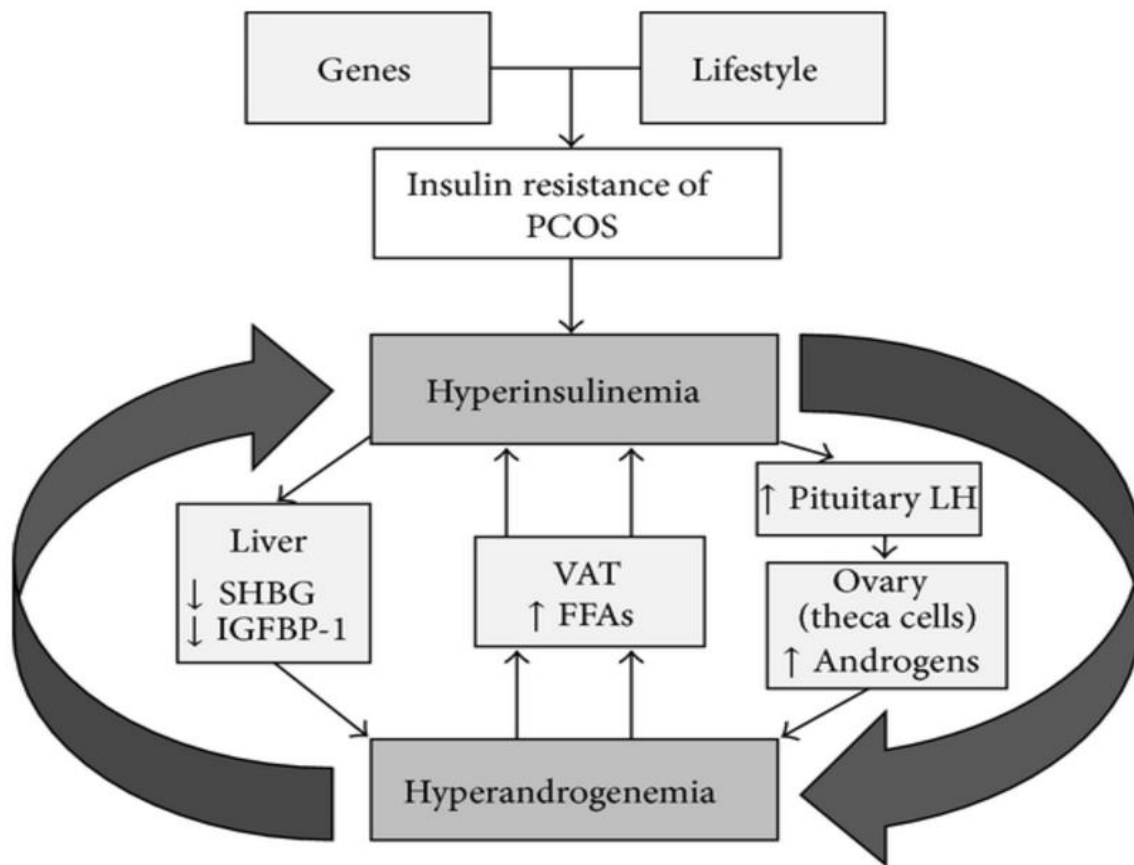 Genes
Lifestyle
Insulin resistance of
PCOS
Hyperinsulinemia
Liver
↓ SHBG
↓ IGFBP-1
VAT
↑ FFAs
↑ Pituitary LH
Ovary
(theca cells)
↑ Androgens
Hyperandrogenemia